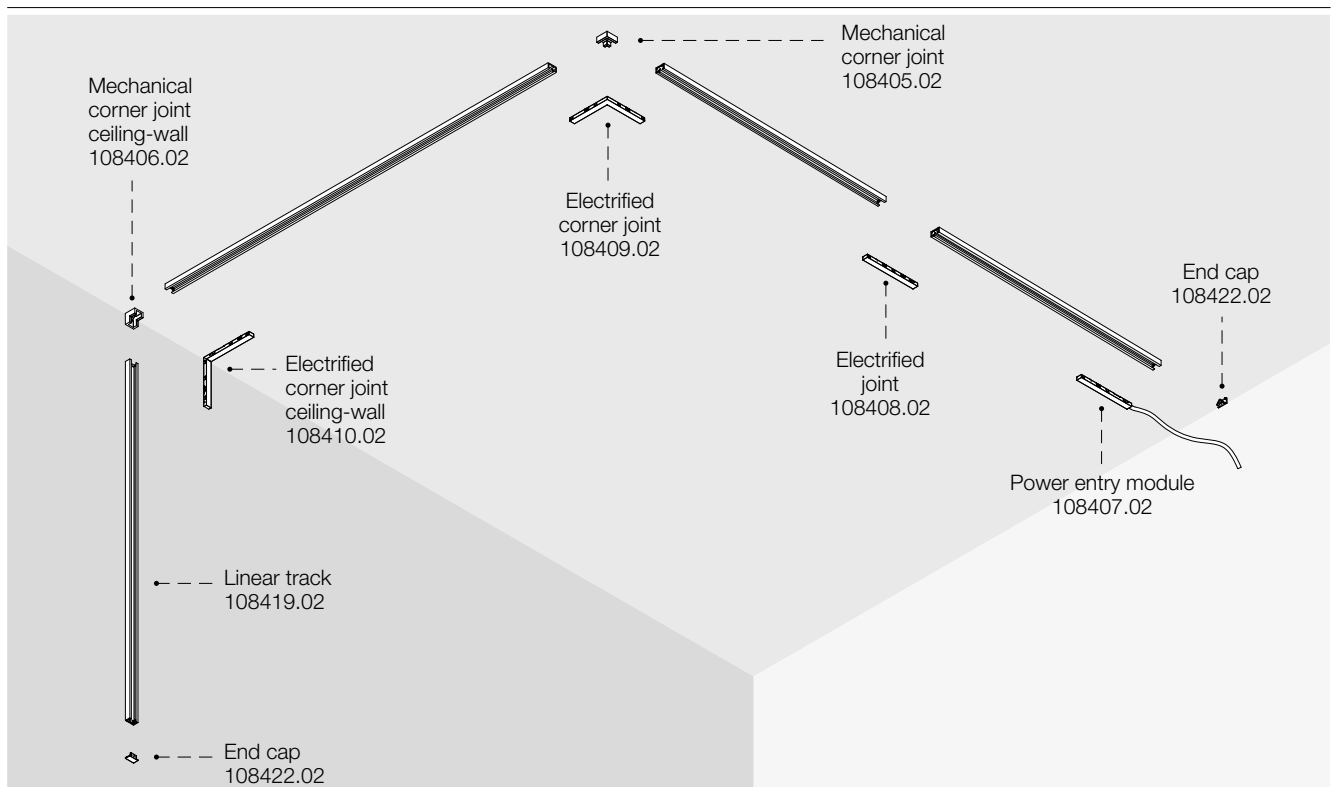 Mechanical
corner joint
108405.02
Mechanical
corner joint
ceiling-wall
108406.02
Electrified
corner joint
108409.02
End cap
108422.02
Electrified
corner joint
ceiling-wall
108410.02
Electrified
joint
108408.02
Power entry module
108407.02
Linear track
108419.02
End cap
108422.02